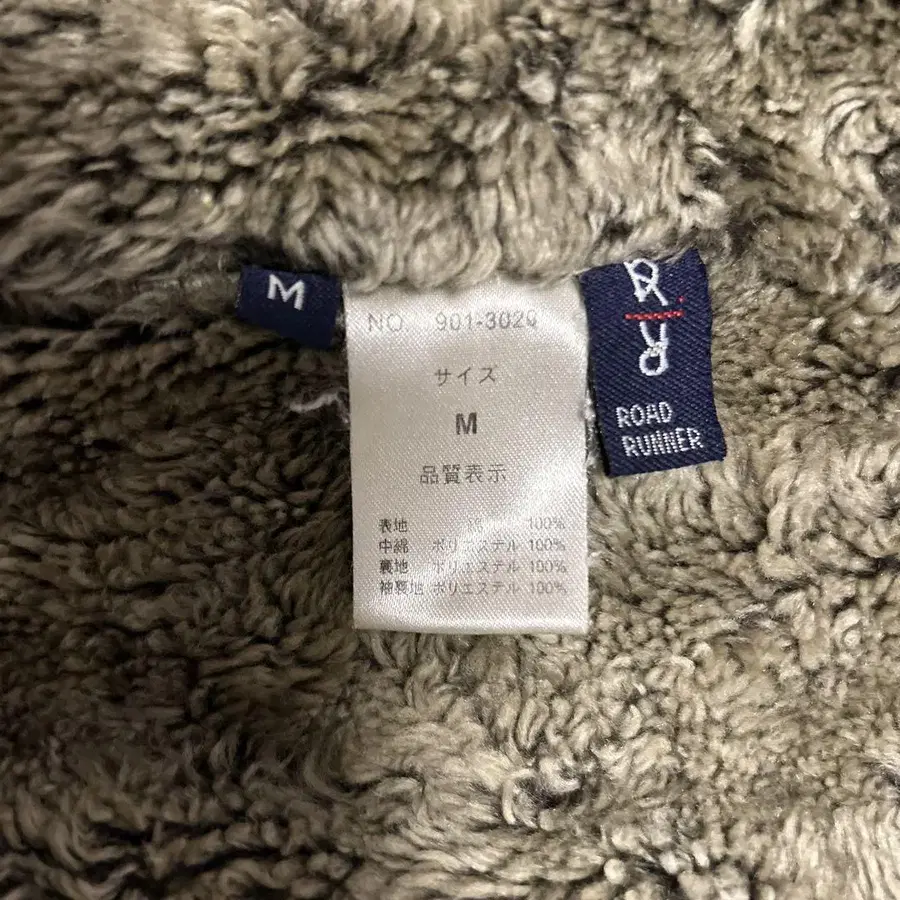 M
NO 901-3020
サイズ
M
品質表示
表地 綿 100%
中綿 ポリエステル 100%
裏地 ポリエステル 100%
袖裏地 ポリエステル 100%
R
R
ROAD
RUNNER